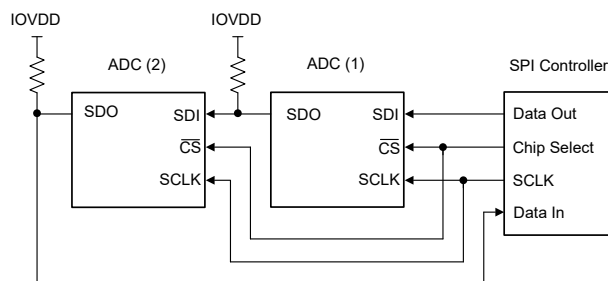 IOVDD
IOVDD
ADC (2)
ADC (1)
SPI Controller
SDO
SDI
CS
SCLK
SDO
SDI
CS
SCLK
Data Out
Chip Select
SCLK
Data In